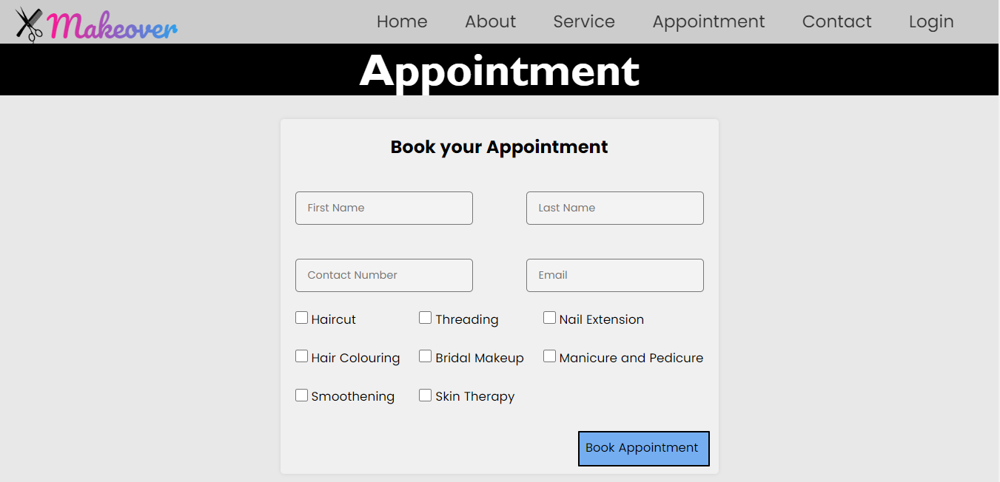 Makeover Home About Service Appointment Contact Login
Appointment
Book your Appointment
First Name Last Name
Contact Number Email
Haircut Threading Nail Extension
Hair Colouring Bridal Makeup Manicure and Pedicure
Smoothening Skin Therapy
Book Appointment